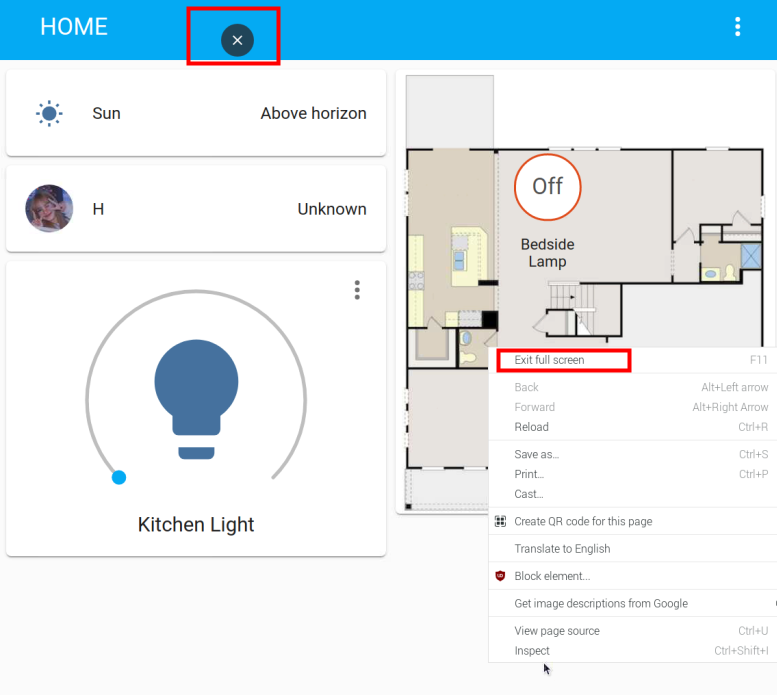 HOME
Sun Above horizon
H Unknown
Kitchen Light
Off
Bedside
Lamp
Exit full screen F11
Back Alt+Left arrow
Forward Alt+Right Arrow
Reload Ctrl+R
Save as... Ctrl+S
Print... Ctrl+P
Cast...
Create QR code for this page
Translate to English
Block element...
Get image descriptions from Google
View page source Ctrl+U
Inspect Ctrl+Shift+I